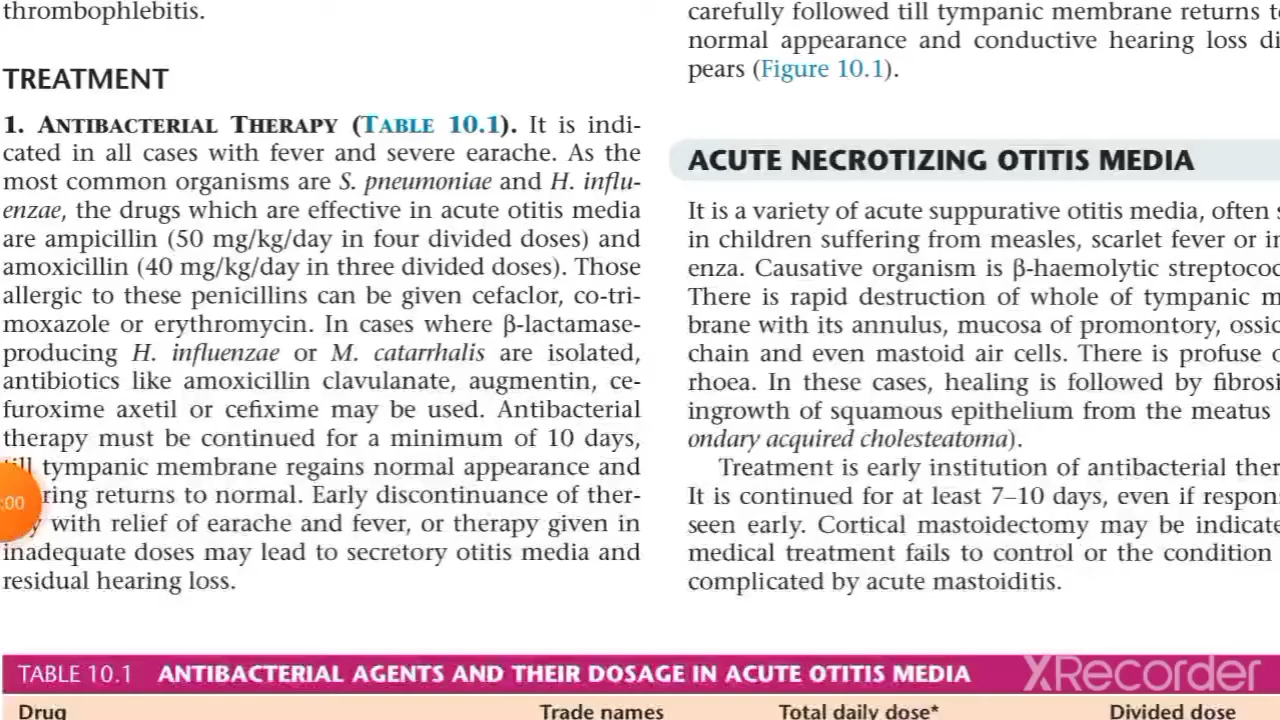 thrombophlebitis.
TREATMENT
1. ANTIBACTERIAL THERAPY (TABLE 10.1). It is indi-
cated in all cases with fever and severe earache. As the
most common organisms are S. pneumoniae and H. influ-
enzae, the drugs which are effective in acute otitis media
are ampicillin (50 mg/kg/day in four divided doses) and
amoxicillin (40 mg/kg/day in three divided doses). Those
allergic to these penicillins can be given cefaclor, co-tri-
moxazole or erythromycin. In cases where β-lactamase-
producing H. influenzae or M. catarrhalis are isolated,
antibiotics like amoxicillin clavulanate, augmentin, ce-
furoxime axetil or cefixime may be used. Antibacterial
therapy must be continued for a minimum of 10 days,
tympanic membrane regains normal appearance and
returns to normal. Early discontinuance of ther-
with relief of earache and fever, or therapy given in
inadequate doses may lead to secretory otitis media and
residual hearing loss.
:00
carefully followed till tympanic membrane returns
normal appearance and conductive hearing loss
pears (Figure 10.1).
ACUTE NECROTIZING OTITIS MEDIA
It is a variety of acute suppurative otitis media, often
in children suffering from measles, scarlet fever or
enza. Causative organism is β-haemolytic
There is rapid destruction of whole of tympanic
brane with its annulus, mucosa of promontory,
chain and even mastoid air cells. There is profuse
rhoea. In these cases, healing is followed by
ingrowth of squamous epithelium from the meatus
ondary acquired cholesteatoma).
Treatment is early institution of antibacterial
It is continued for at least 7–10 days, even if
seen early. Cortical mastoidectomy may be
medical treatment fails to control or the condition
complicated by acute mastoiditis.
TABLE 10.1 ANTIBACTERIAL AGENTS AND THEIR DOSAGE IN ACUTE OTITIS MEDIA
XRecorder
Drug Trade names Total daily dose* Divided dose